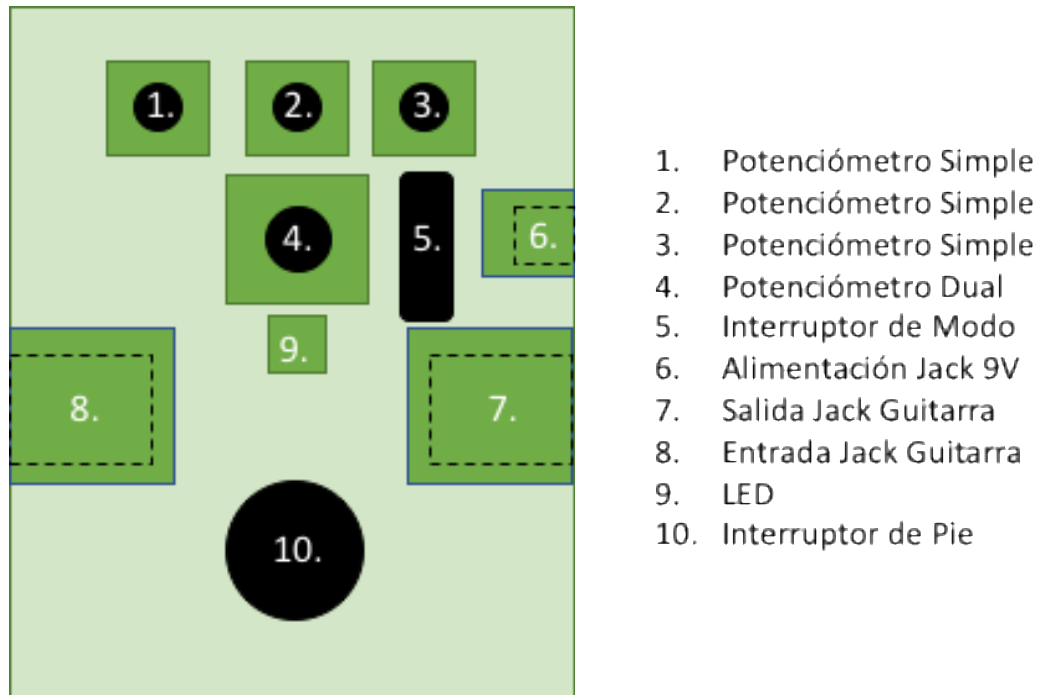 1.
2.
3.
4.
5.
6.
9.
8.
7.
10.
1. Potenciómetro Simple
2. Potenciómetro Simple
3. Potenciómetro Simple
4. Potenciómetro Dual
5. Interruptor de Modo
6. Alimentación Jack 9V
7. Salida Jack Guitarra
8. Entrada Jack Guitarra
9. LED
10. Interruptor de Pie